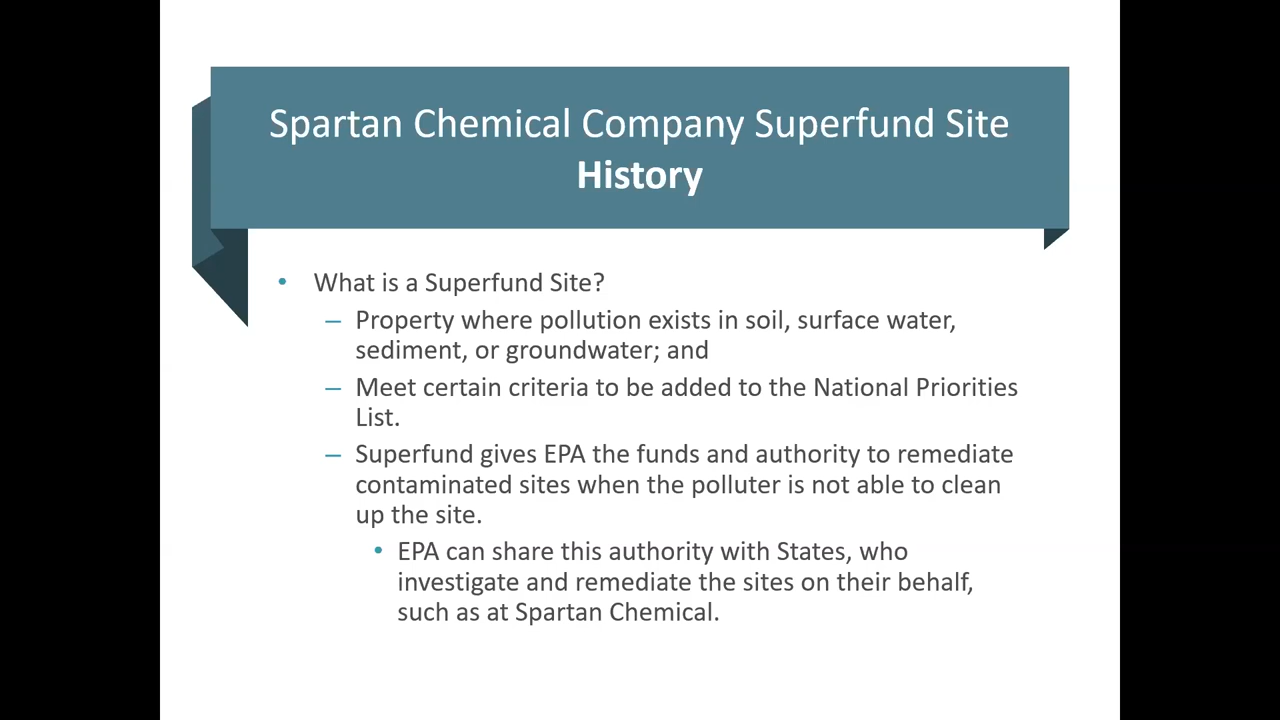 Spartan Chemical Company Superfund Site
History
• What is a Superfund Site?
– Property where pollution exists in soil, surface water,
sediment, or groundwater; and
– Meet certain criteria to be added to the National Priorities
List.
– Superfund gives EPA the funds and authority to remediate
contaminated sites when the polluter is not able to clean
up the site.
• EPA can share this authority with States, who
investigate and remediate the sites on their behalf,
such as at Spartan Chemical.